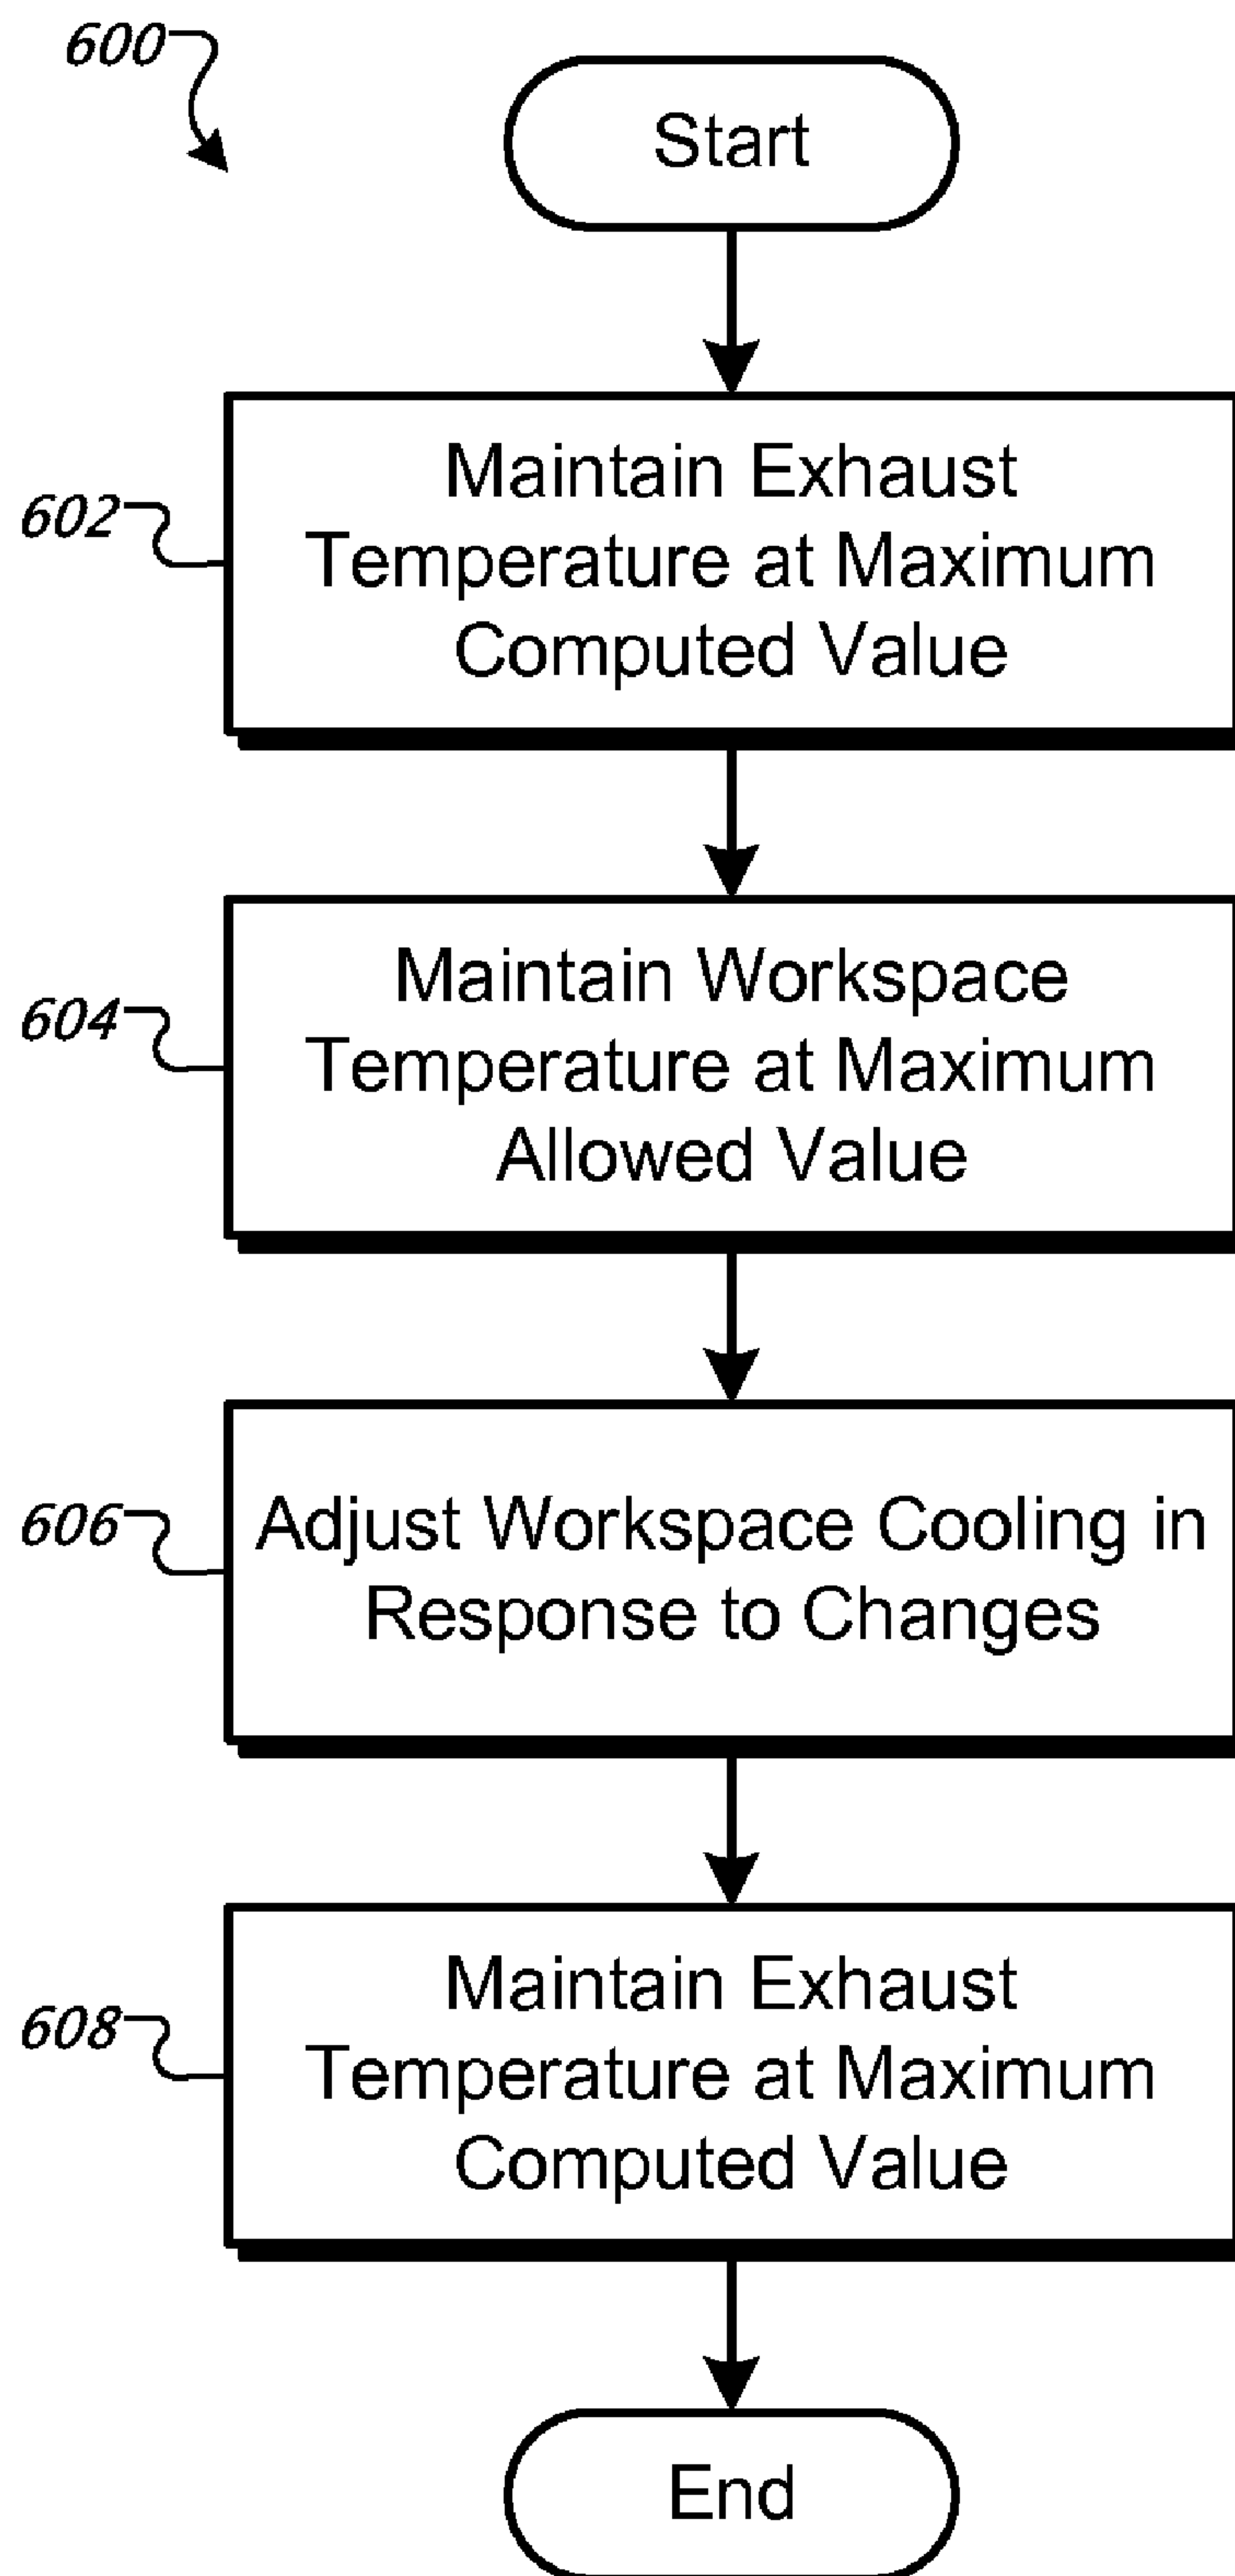 600
Start
602
Maintain Exhaust
Temperature at Maximum
Computed Value
604
Maintain Workspace
Temperature at Maximum
Allowed Value
606
Adjust Workspace Cooling in
Response to Changes
608
Maintain Exhaust
Temperature at Maximum
Computed Value
End